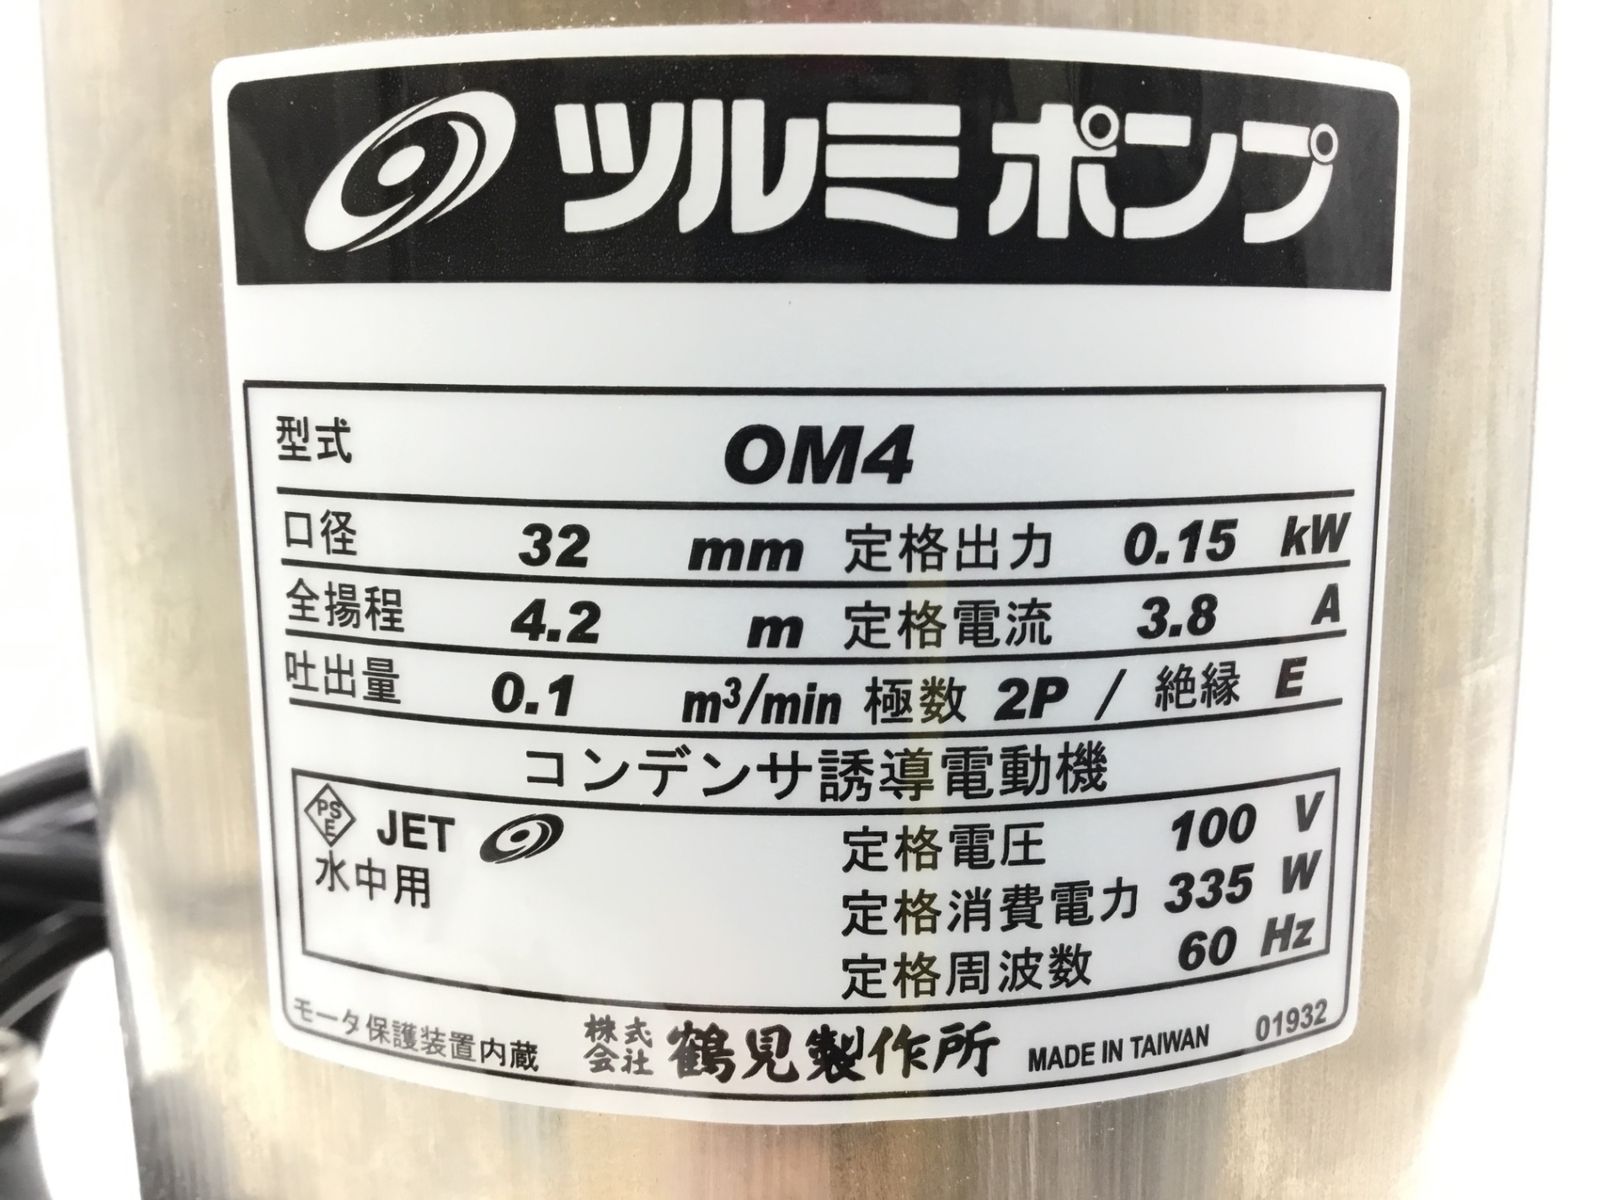 ツルミポンプ
型式 OM4
口径 32 mm 定格出力 0.15 kW
全揚程 4.2 m 定格電流 3.8 A
吐出量 0.1 m³/min 極数 2P / 絶縁 E
コンデンサ誘導電動機
PSE JET 定格電圧 100 V
水中用 定格消費電力 335 W
定格周波数 60 Hz
モータ保護装置内蔵 株式会社 鶴見製作所 MADE IN TAIWAN 01932